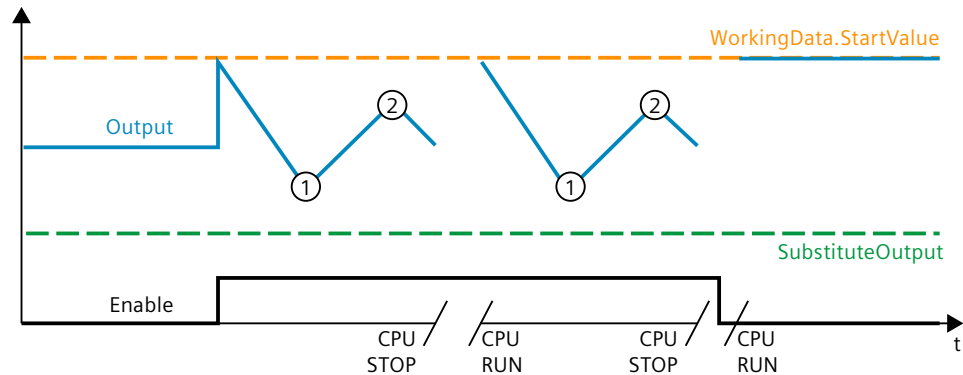 WorkingData.StartValue
Output
2
2
1
1
SubstituteOutput
Enable
CPU
STOP
CPU
RUN
CPU
STOP
CPU
RUN
t